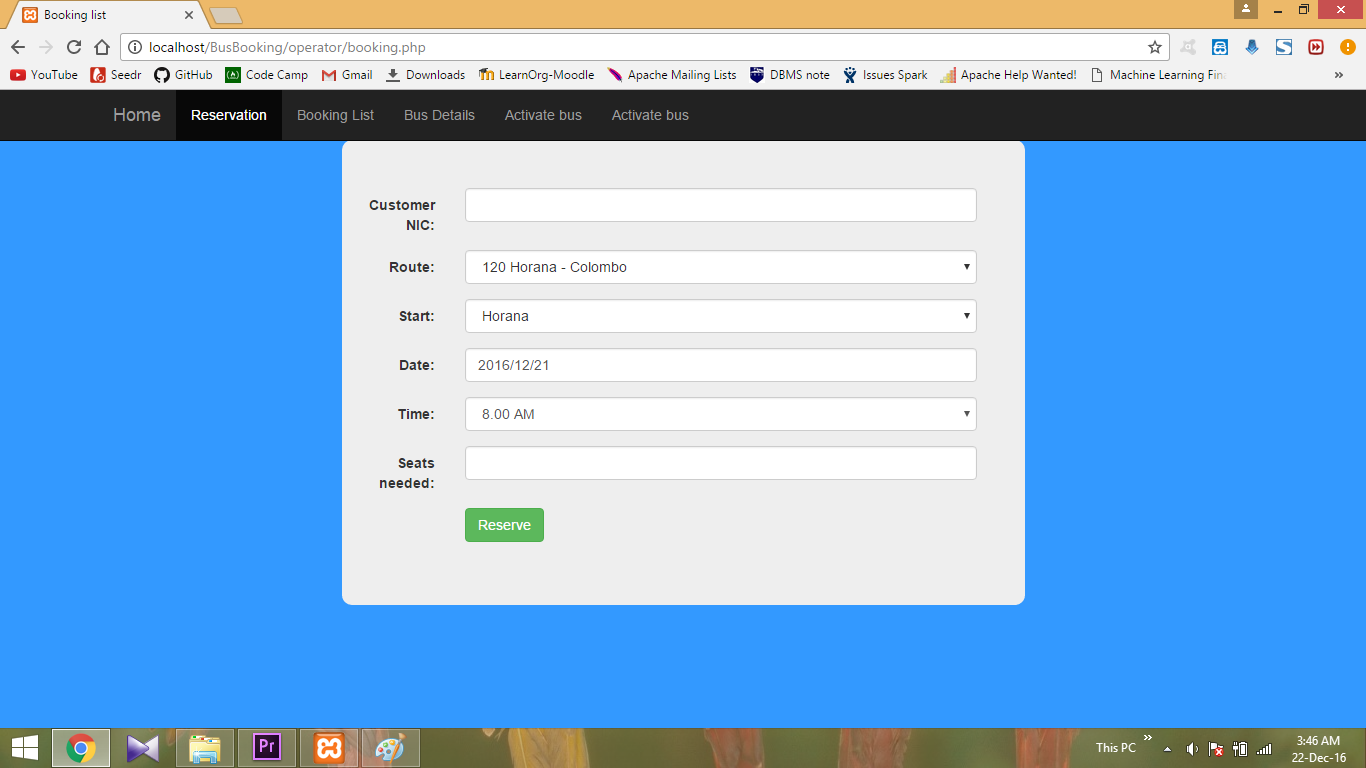 Booking list
localhost/BusBooking/operator/booking.php
YouTube Seedr GitHub Code Camp Gmail Downloads LearnOrg-Moodle Apache Mailing Lists DBMS note Issues Spark Apache Help Wanted! Machine Learning Fin
Home Reservation Booking List Bus Details Activate bus Activate bus
Customer
NIC:
Route: 120 Horana - Colombo
Start: Horana
Date: 2016/12/21
Time: 8.00 AM
Seats
needed:
Reserve
Pr
This PC
3:46 AM
22-Dec-16